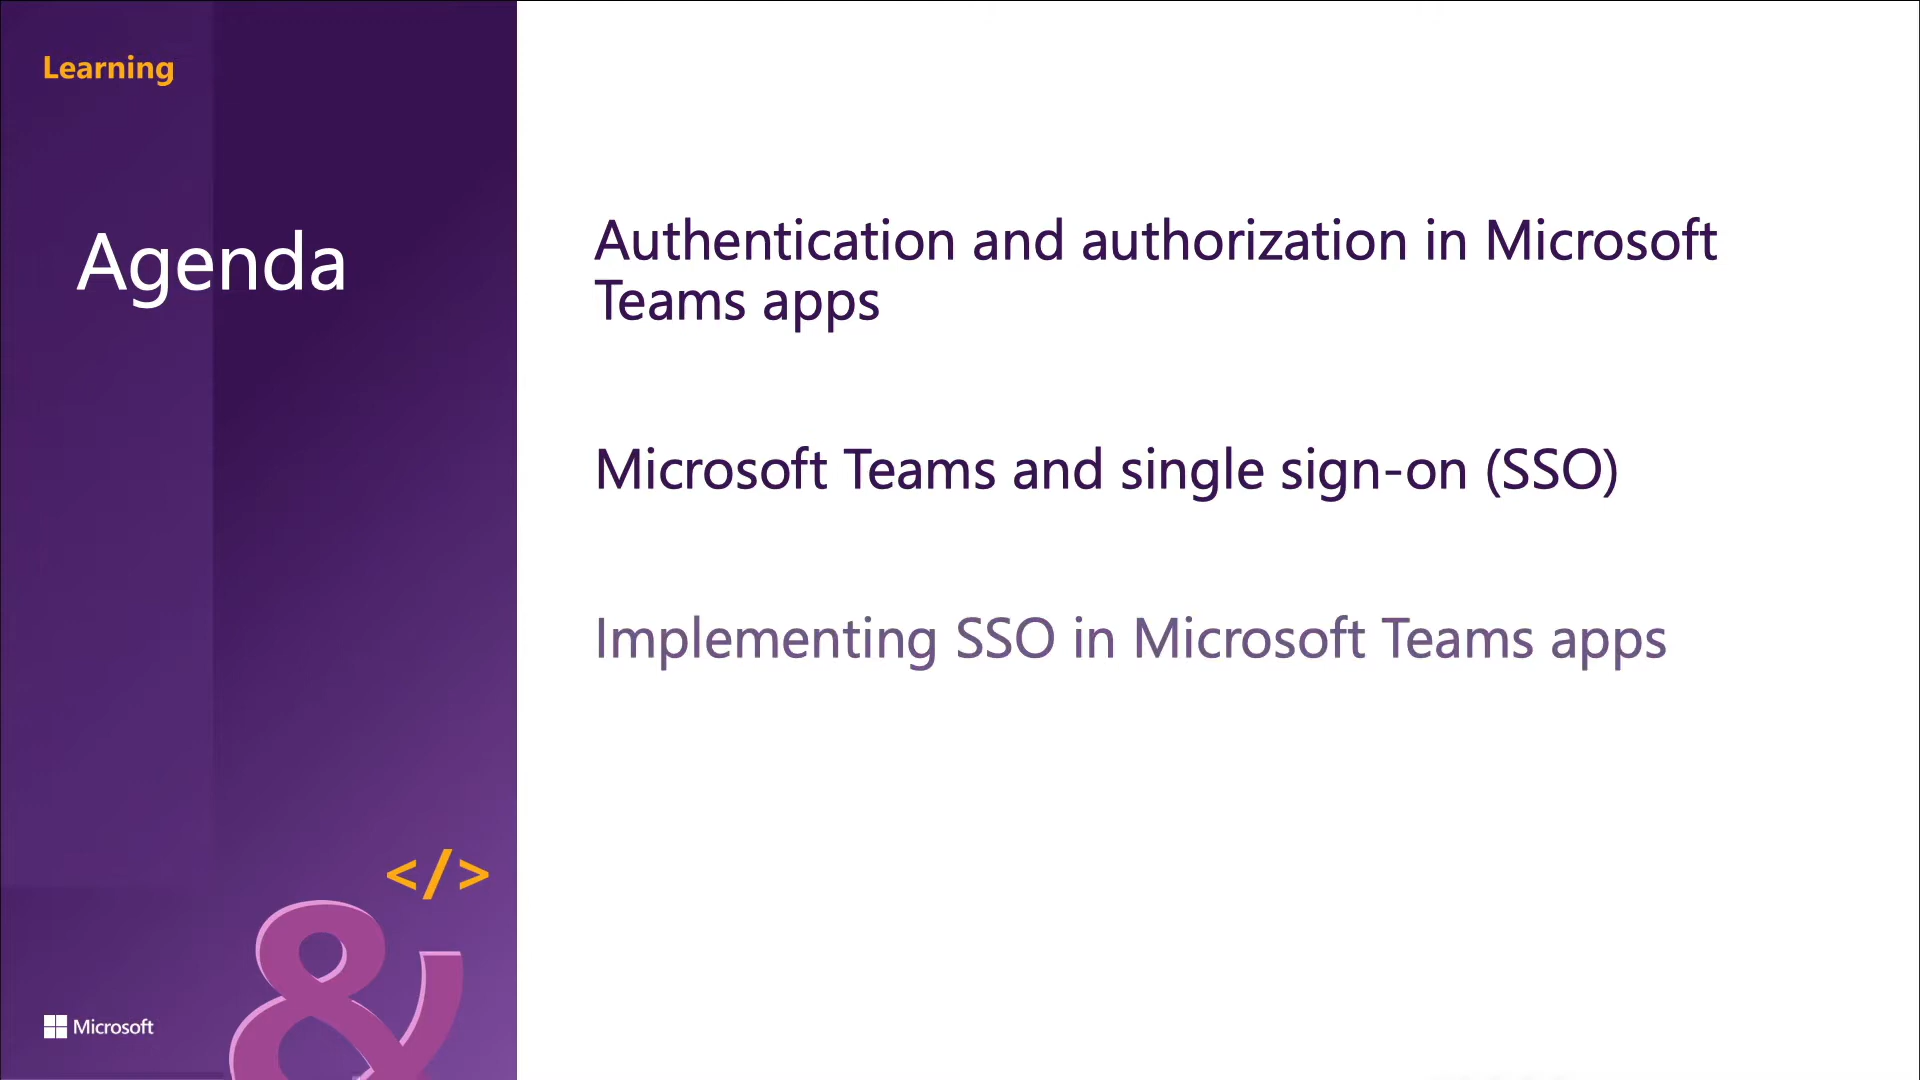 Learning
Agenda
Authentication and authorization in Microsoft
Teams apps
Microsoft Teams and single sign-on (SSO)
Implementing SSO in Microsoft Teams apps
</>
&
Microsoft